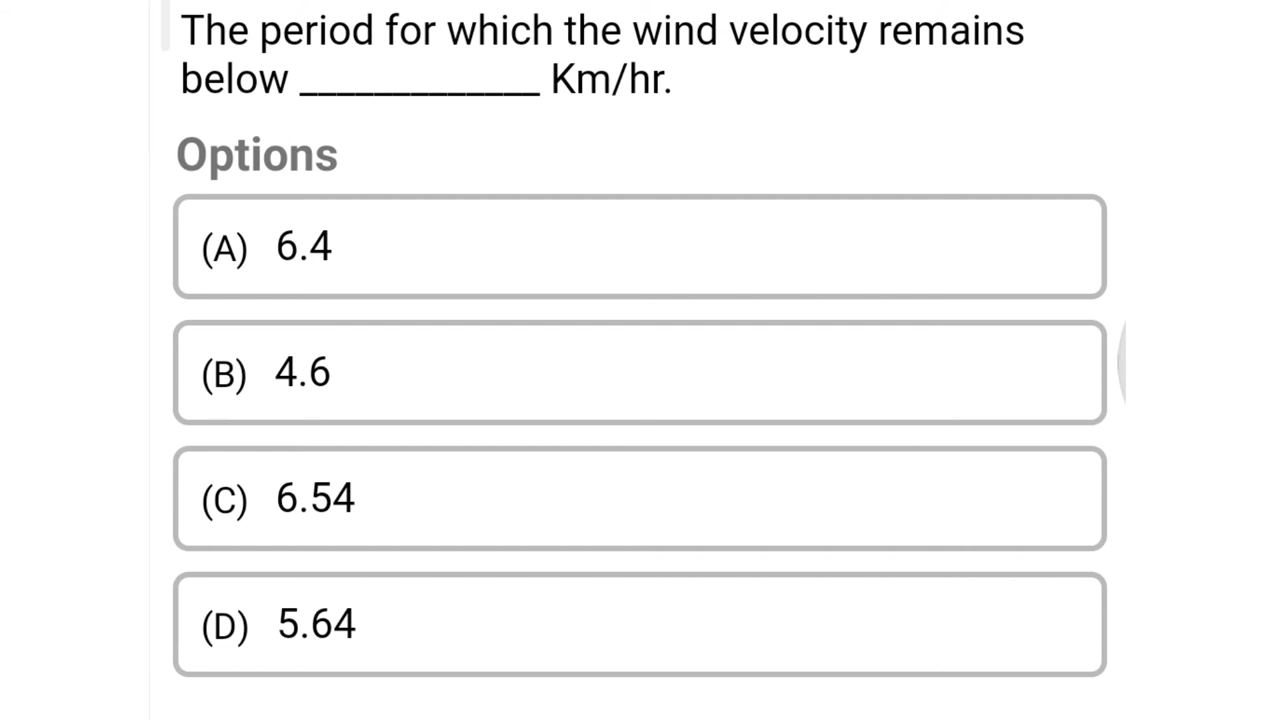 The period for which the wind velocity remains
below _____________ Km/hr.
Options
(A) 6.4
(B) 4.6
(C) 6.54
(D) 5.64